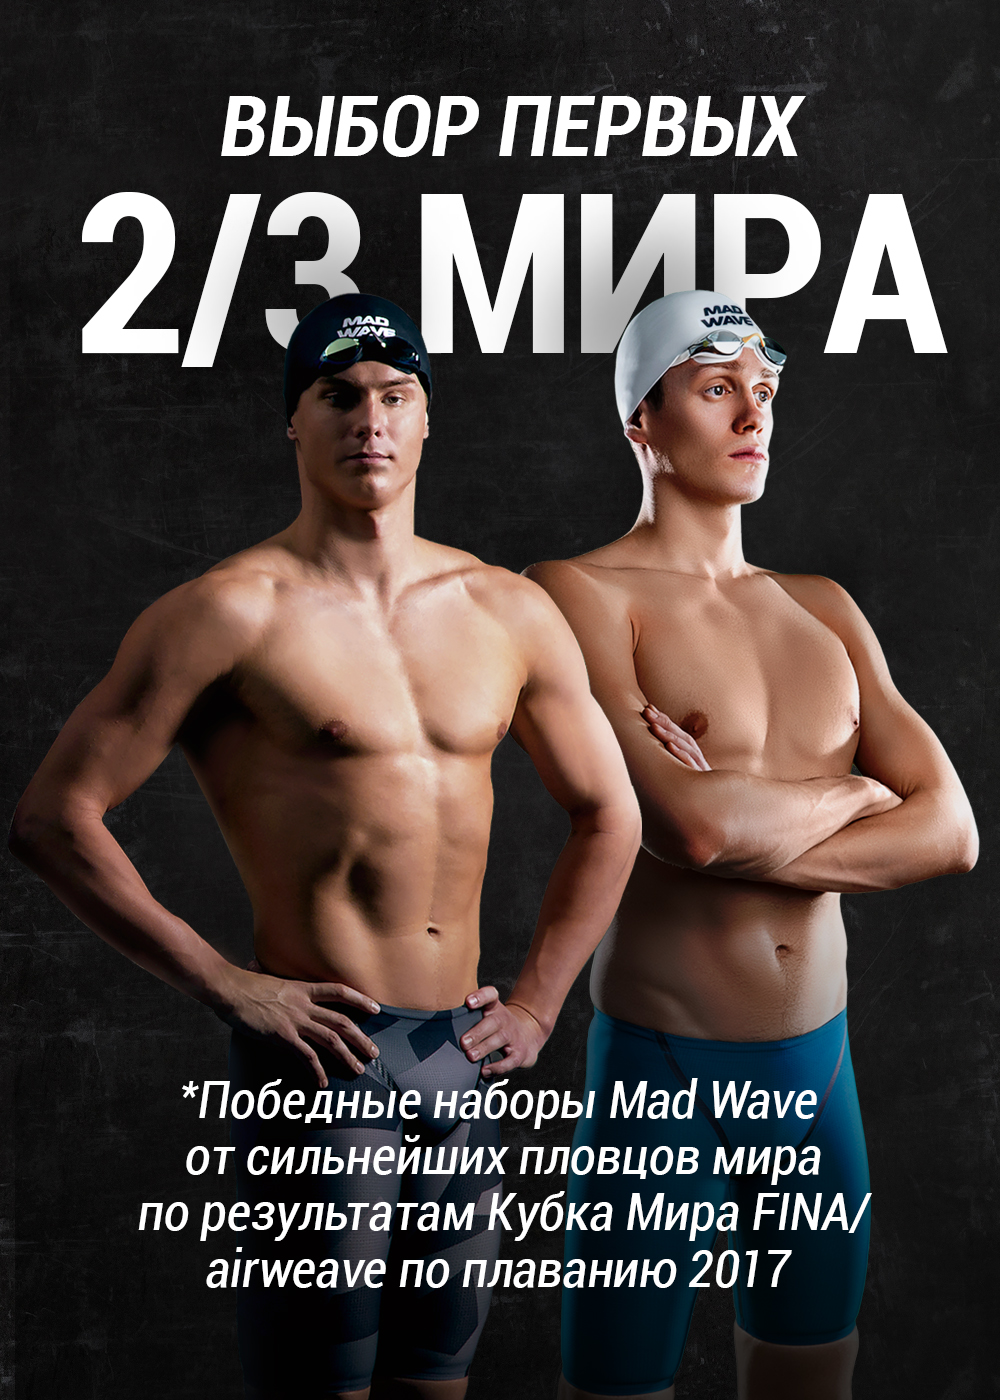 ВЫБОР ПЕРВЫХ
2/3 МИРА
MAD
WAVE
MAD
WAVE
*Победные наборы Mad Wave
от сильнейших пловцов мира
по результатам Кубка Мира FINA/
airweave по плаванию 2017